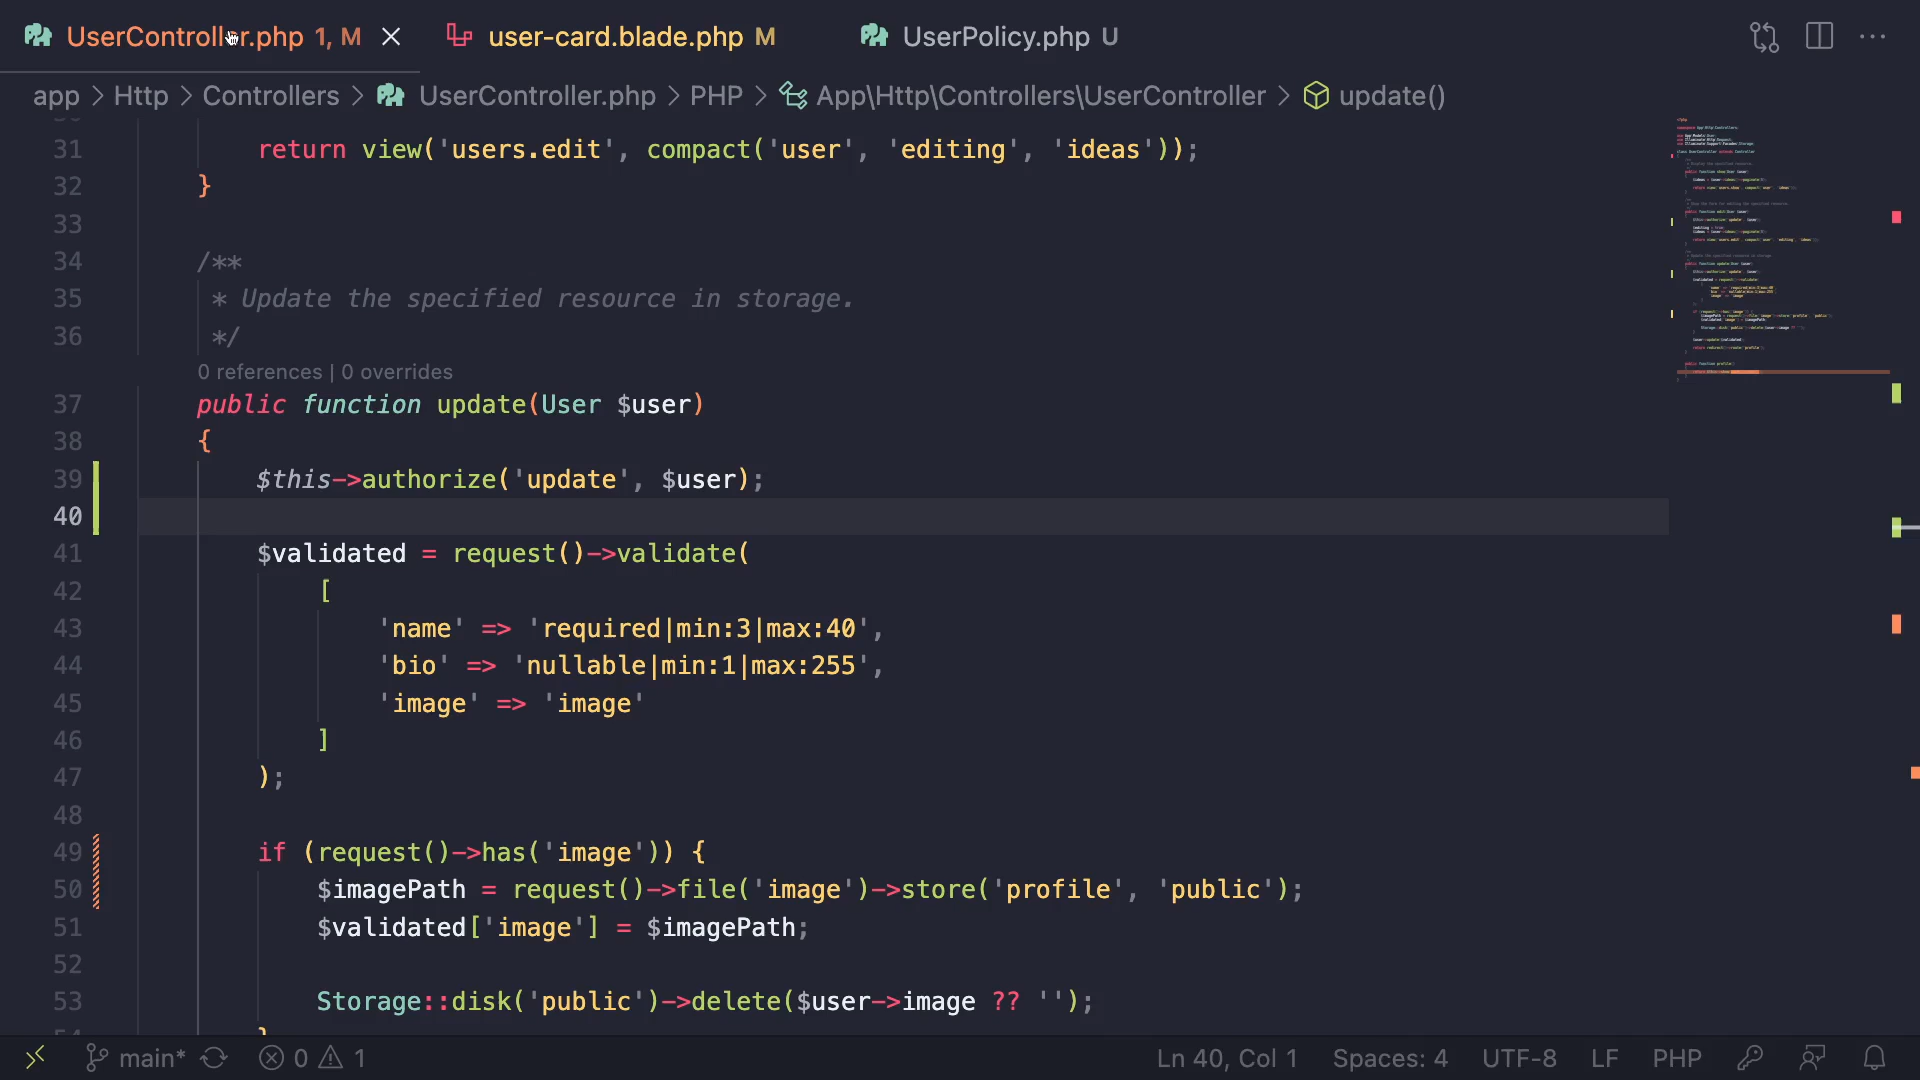 UserController.php 1, M
user-card.blade.php M
UserPolicy.php U
app > Http > Controllers > UserController.php > PHP > App\Http\Controllers\UserController > update()
31 return view('users.edit', compact('user', 'editing', 'ideas'));
32 }
33
34 /**
35 * Update the specified resource in storage.
36 */
0 references | 0 overrides
37 public function update(User $user)
38 {
39 $this->authorize('update', $user);
40
41 $validated = request()->validate(
42 [
43 'name' => 'required|min:3|max:40',
44 'bio' => 'nullable|min:1|max:255',
45 'image' => 'image'
46 ]
47 );
48
49 if (request()->has('image')) {
50 $imagePath = request()->file('image')->store('profile', 'public');
51 $validated['image'] = $imagePath;
52
53 Storage::disk('public')->delete($user->image ?? '');
main* 0 1 Ln 40, Col 1 Spaces: 4 UTF-8 LF PHP